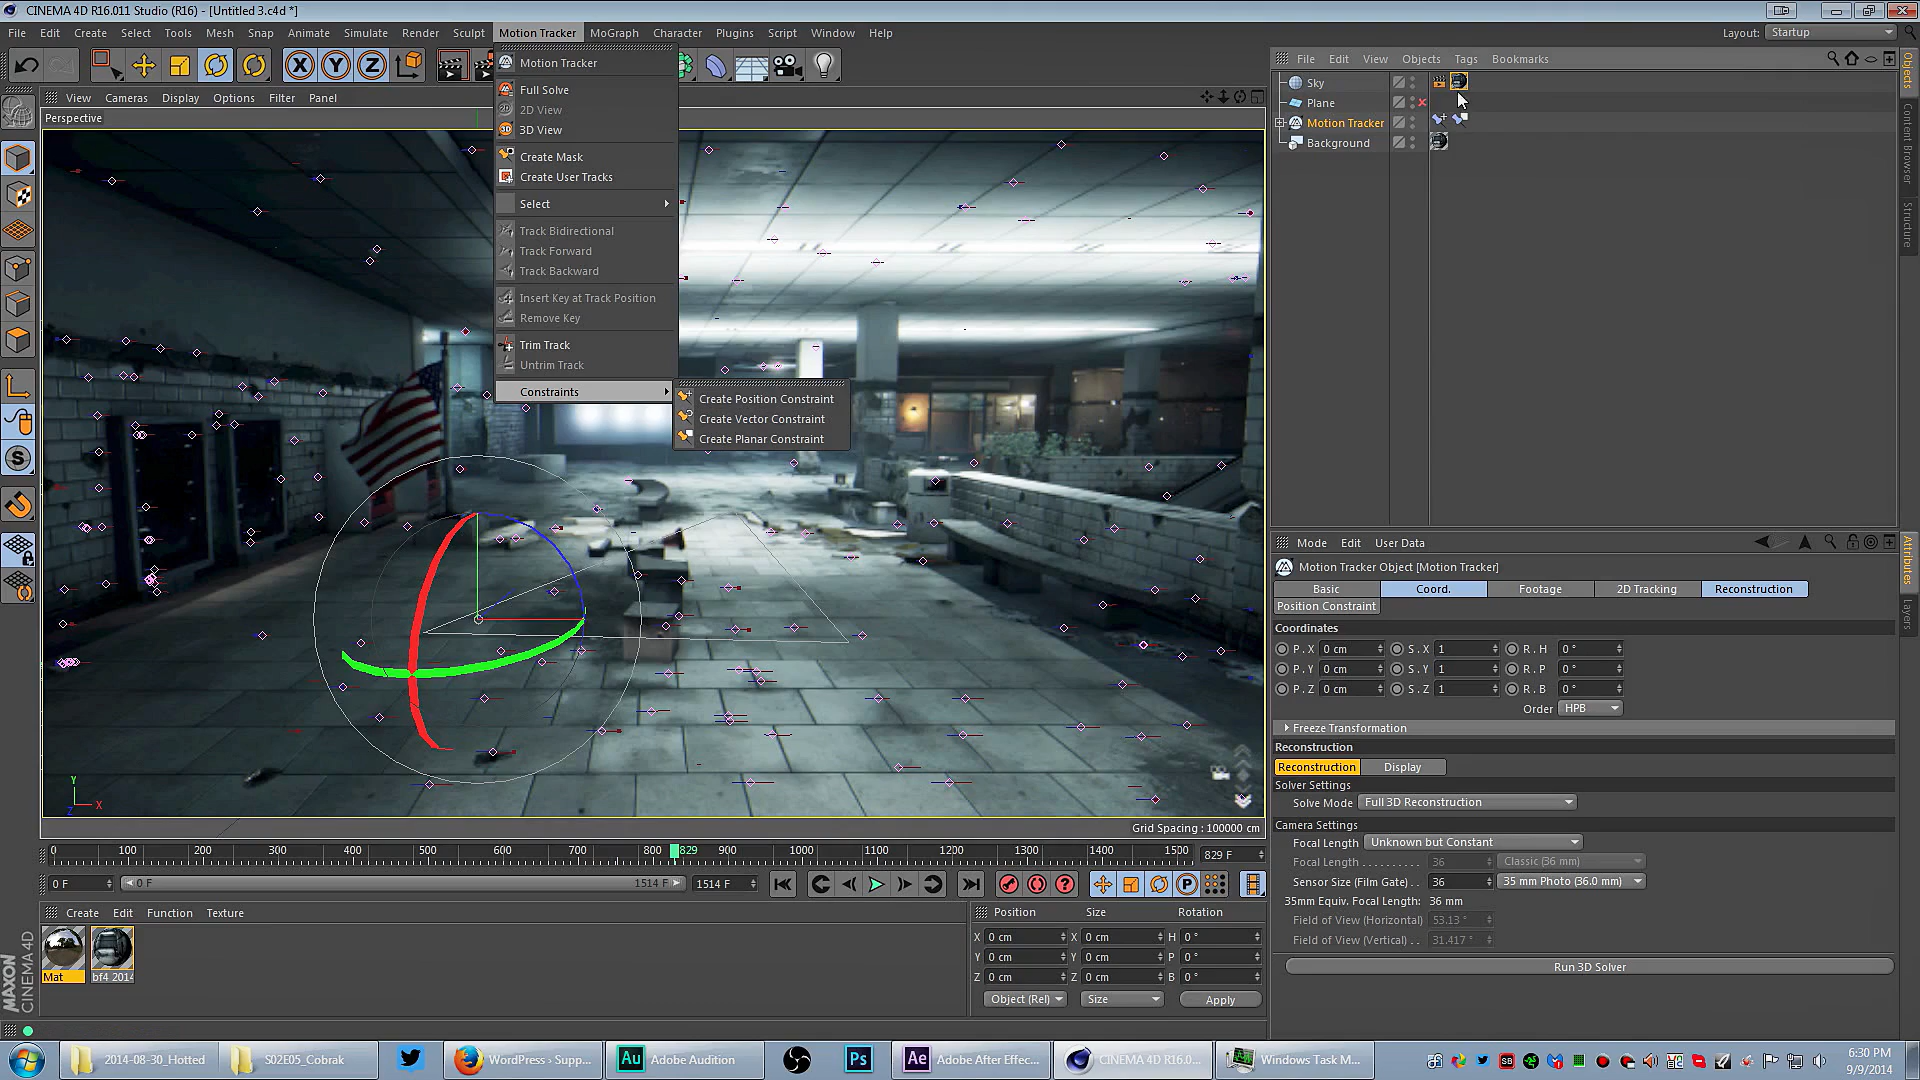 CINEMA 4D R16.011 Studio (R16) - [Untitled 3.c4d *]
File Edit Create Select Tools Mesh Snap Animate Simulate Render Sculpt Motion Tracker MoGraph Character Plugins Script Window Help
Layout: Startup
X Y Z
View Cameras Display Options Filter Panel
Perspective
Motion Tracker
Full Solve
2D View
3D View
Create Mask
Create User Tracks
Select
Track Bidirectional
Track Forward
Track Backward
Insert Key at Track Position
Remove Key
Trim Track
Untrim Track
Constraints
Create Position Constraint
Create Vector Constraint
Create Planar Constraint
Y
X
Z
Grid Spacing : 100000 cm
File Edit View Objects Tags Bookmarks
Sky
Plane
Motion Tracker
Background
Objects
Content Browser
Structure
Attributes
Layers
Mode Edit User Data
Motion Tracker Object [Motion Tracker]
Basic Coord. Footage 2D Tracking Reconstruction
Position Constraint
Coordinates
P . X 0 cm S . X 1 R . H 0 °
P . Y 0 cm S . Y 1 R . P 0 °
P . Z 0 cm S . Z 1 R . B 0 °
Order HPB
Freeze Transformation
Reconstruction
Reconstruction Display
Solver Settings
Solve Mode Full 3D Reconstruction
Camera Settings
Focal Length Unknown but Constant
Focal Length . . . . . . . . . . 36 Classic (36 mm)
Sensor Size (Film Gate) . . 36 35 mm Photo (36.0 mm)
35mm Equiv. Focal Length: 36 mm
Field of View (Horizontal) 53.13 °
Field of View (Vertical) . . 31.417 °
Run 3D Solver
0 100 200 300 400 500 600 700 800 829 900 1000 1100 1200 1300 1400 1500 829 F
0 F 0 F 1514 F 1514 F
Create Edit Function Texture
Mat bf4 2014
MAXON
CINEMA 4D
Position Size Rotation
X 0 cm X 0 cm H 0 °
Y 0 cm Y 0 cm P 0 °
Z 0 cm Z 0 cm B 0 °
Object (Rel) Size Apply
2014-08-30_Hotted
S02E05_Cobrak
WordPress › Supp...
Au Adobe Audition
Ps
Ae Adobe After Effec...
CINEMA 4D R16.0...
Windows Task M...
6:30 PM
9/9/2014